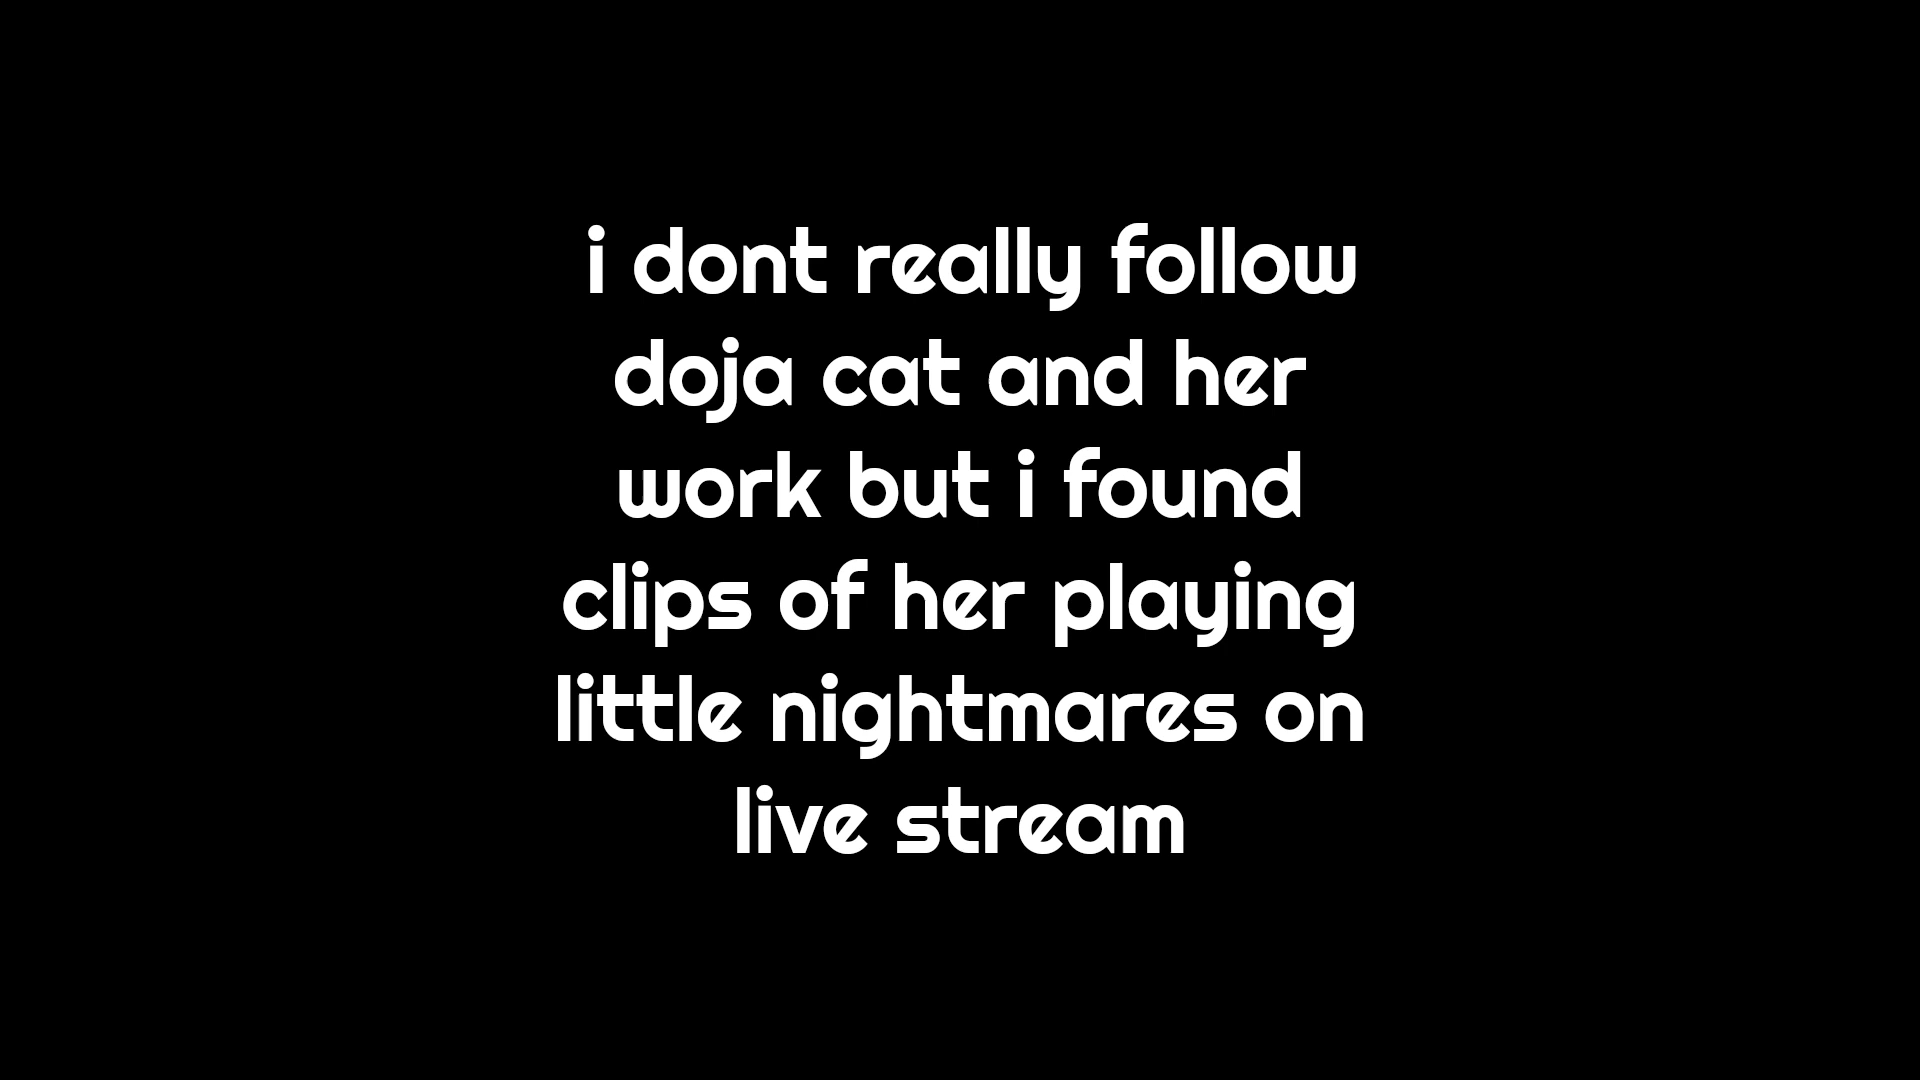 i dont really follow
doja cat and her
work but i found
clips of her playing
little nightmares on
live stream